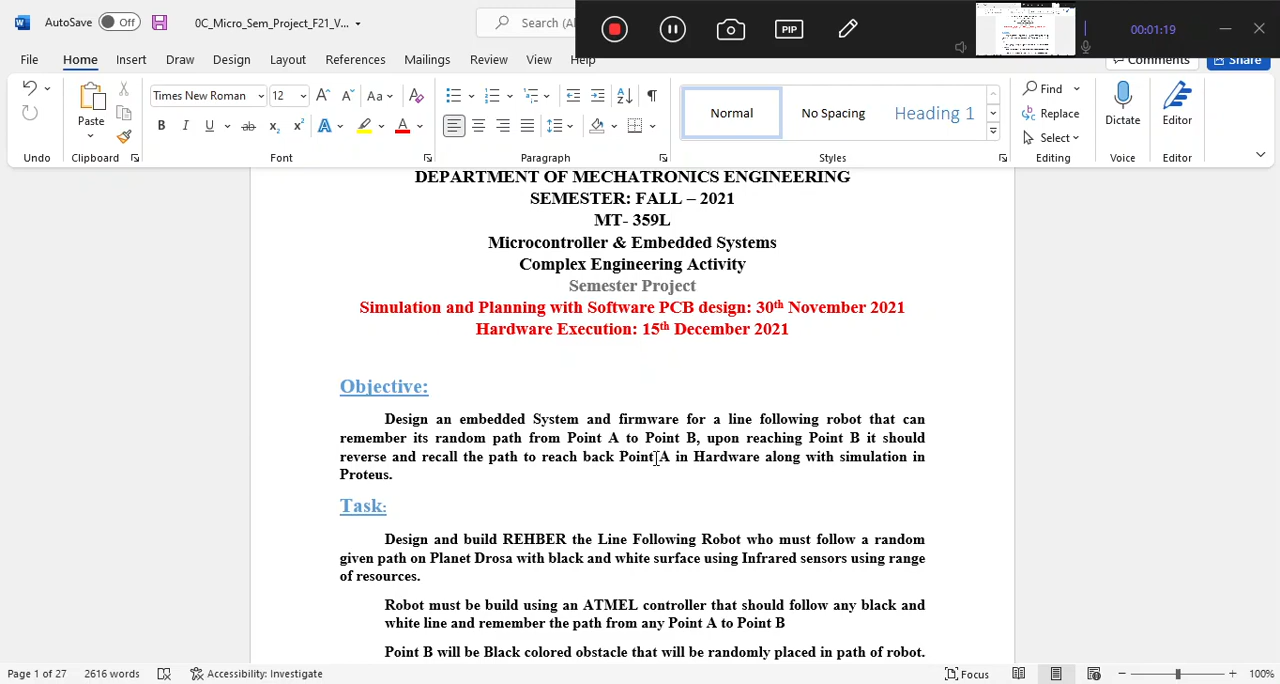 AutoSave Off 0C_Micro_Sem_Project_F21_V... Search (Al PIP 00:01:19
File Home Insert Draw Design Layout References Mailings Review View Help Comments Share
Times New Roman 12 Aa Normal No Spacing Heading 1 Find
Paste Replace Dictate Editor
Select
Undo Clipboard Font Paragraph Styles Editing Voice Editor
DEPARTMENT OF MECHATRONICS ENGINEERING
SEMESTER: FALL – 2021
MT- 359L
Microcontroller & Embedded Systems
Complex Engineering Activity
Semester Project
Simulation and Planning with Software PCB design: 30th November 2021
Hardware Execution: 15th December 2021
Objective:
Design an embedded System and firmware for a line following robot that can
remember its random path from Point A to Point B, upon reaching Point B it should
reverse and recall the path to reach back Point A in Hardware along with simulation in
Proteus.
Task:
Design and build REHBER the Line Following Robot who must follow a random
given path on Planet Drosa with black and white surface using Infrared sensors using range
of resources.
Robot must be build using an ATMEL controller that should follow any black and
white line and remember the path from any Point A to Point B
Point B will be Black colored obstacle that will be randomly placed in path of robot.
Page 1 of 27 2616 words Accessibility: Investigate Focus 100%